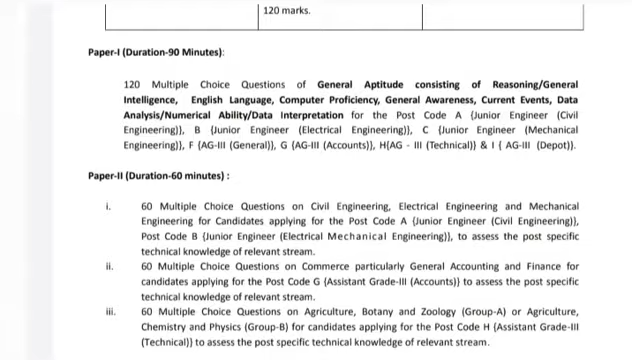 120 marks.
Paper-I (Duration-90 Minutes):
120 Multiple Choice Questions of General Aptitude consisting of Reasoning/General
Intelligence, English Language, Computer Proficiency, General Awareness, Current Events, Data
Analysis/Numerical Ability/Data Interpretation for the Post Code A {Junior Engineer (Civil
Engineering)}, B {Junior Engineer (Electrical Engineering)}, C {Junior Engineer (Mechanical
Engineering)}, F {AG-III (General)}, G {AG-III (Accounts)}, H{AG - III (Technical)} & I { AG-III (Depot)}.
Paper-II (Duration-60 minutes) :
i. 60 Multiple Choice Questions on Civil Engineering, Electrical Engineering and Mechanical
Engineering for Candidates applying for the Post Code A {Junior Engineer (Civil Engineering)},
Post Code B {Junior Engineer (Electrical Mechanical Engineering)}, to assess the post specific
technical knowledge of relevant stream.
ii. 60 Multiple Choice Questions on Commerce particularly General Accounting and Finance for
candidates applying for the Post Code G {Assistant Grade-III (Accounts)} to assess the post specific
technical knowledge of relevant stream.
iii. 60 Multiple Choice Questions on Agriculture, Botany and Zoology (Group-A) or Agriculture,
Chemistry and Physics (Group-B) for candidates applying for the Post Code H {Assistant Grade-III
(Technical)} to assess the post specific technical knowledge of relevant stream.